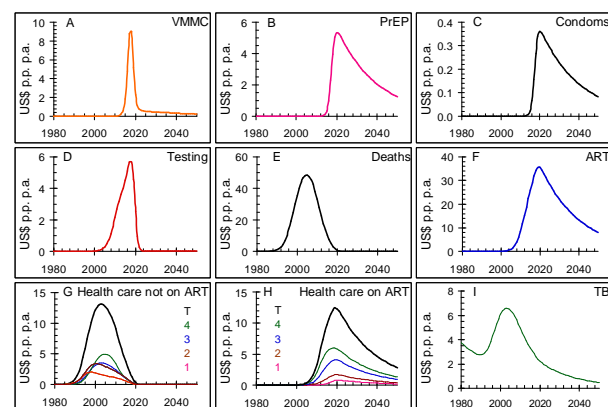 A VMMC
10
8
6
4
2
0
US$ p.p. p.a.
1980 2000 2020 2040
B PrEP
6
4
2
0
US$ p.p. p.a.
1980 2000 2020 2040
C Condoms
0.4
0.3
0.2
0.1
0.0
US$ p.p. p.a.
1980 2000 2020 2040
D Testing
6
4
2
0
US$ p.p. p.a.
1980 2000 2020 2040
E Deaths
60
40
20
0
US$ p.p. p.a.
1980 2000 2020 2040
F ART
40
30
20
10
0
US$ p.p. p.a.
1980 2000 2020 2040
G Health care not on ART
15
10
5
0
US$ p.p. p.a.
T
4
3
2
1
1980 2000 2020 2040
H Health care on ART
15
10
5
0
US$ p.p. p.a.
T
4
3
2
1
1980 2000 2020 2040
I TB
8
6
4
2
0
US$ p.p. p.a.
1980 2000 2020 2040